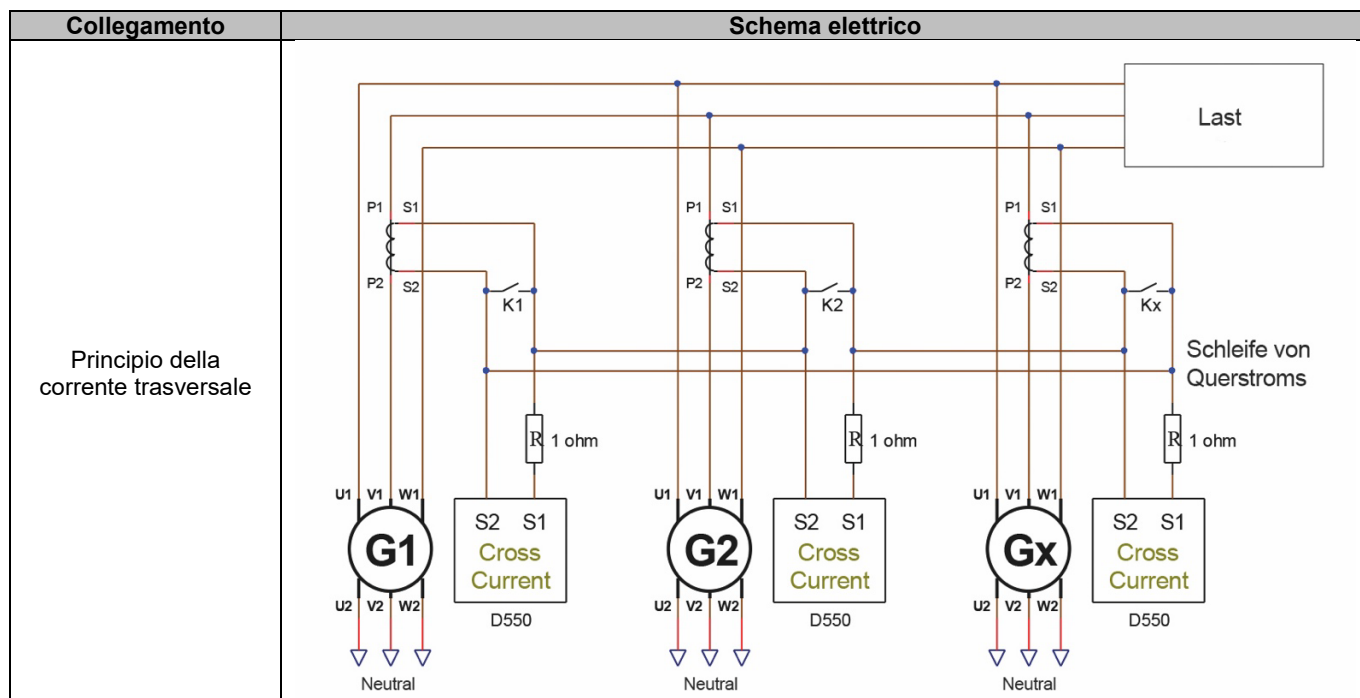 Collegamento
Schema elettrico
Principio della
corrente trasversale
Last
P1 S1
P2 S2
K1
P1 S1
P2 S2
K2
P1 S1
P2 S2
Kx
Schleife von
Querstroms
R 1 ohm
R 1 ohm
R 1 ohm
U1 V1 W1
G1
U2 V2 W2
Neutral
S2 S1
Cross
Current
D550
U1 V1 W1
G2
U2 V2 W2
Neutral
S2 S1
Cross
Current
D550
U1 V1 W1
Gx
U2 V2 W2
Neutral
S2 S1
Cross
Current
D550